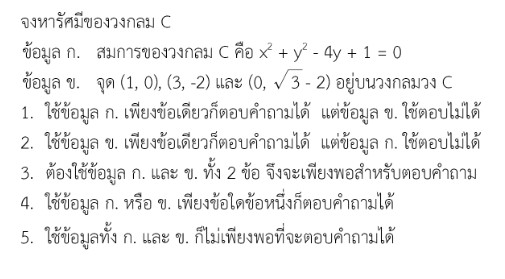 จงหารัศมีของวงกลม C
ข้อมูล ก. สมการของวงกลม C คือ x² + y² - 4y + 1 = 0
ข้อมูล ข. จุด (1, 0), (3, -2) และ (0, √3 - 2) อยู่บนวงกลมวง C
1. ใช้ข้อมูล ก. เพียงข้อเดียวก็ตอบคำถามได้ แต่ข้อมูล ข. ใช้ตอบไม่ได้
2. ใช้ข้อมูล ข. เพียงข้อเดียวก็ตอบคำถามได้ แต่ข้อมูล ก. ใช้ตอบไม่ได้
3. ต้องใช้ข้อมูล ก. และ ข. ทั้ง 2 ข้อ จึงจะเพียงพอสำหรับตอบคำถาม
4. ใช้ข้อมูล ก. หรือ ข. เพียงข้อใดข้อหนึ่งก็ตอบคำถามได้
5. ใช้ข้อมูลทั้ง ก. และ ข. ก็ไม่เพียงพอที่จะตอบคำถามได้